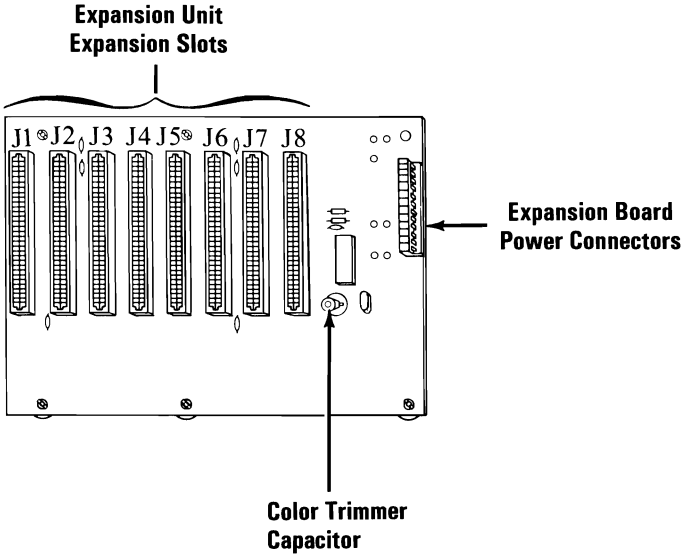 Expansion Unit
Expansion Slots
J1 J2 J3 J4 J5 J6 J7 J8
Expansion Board
Power Connectors
Color Trimmer
Capacitor